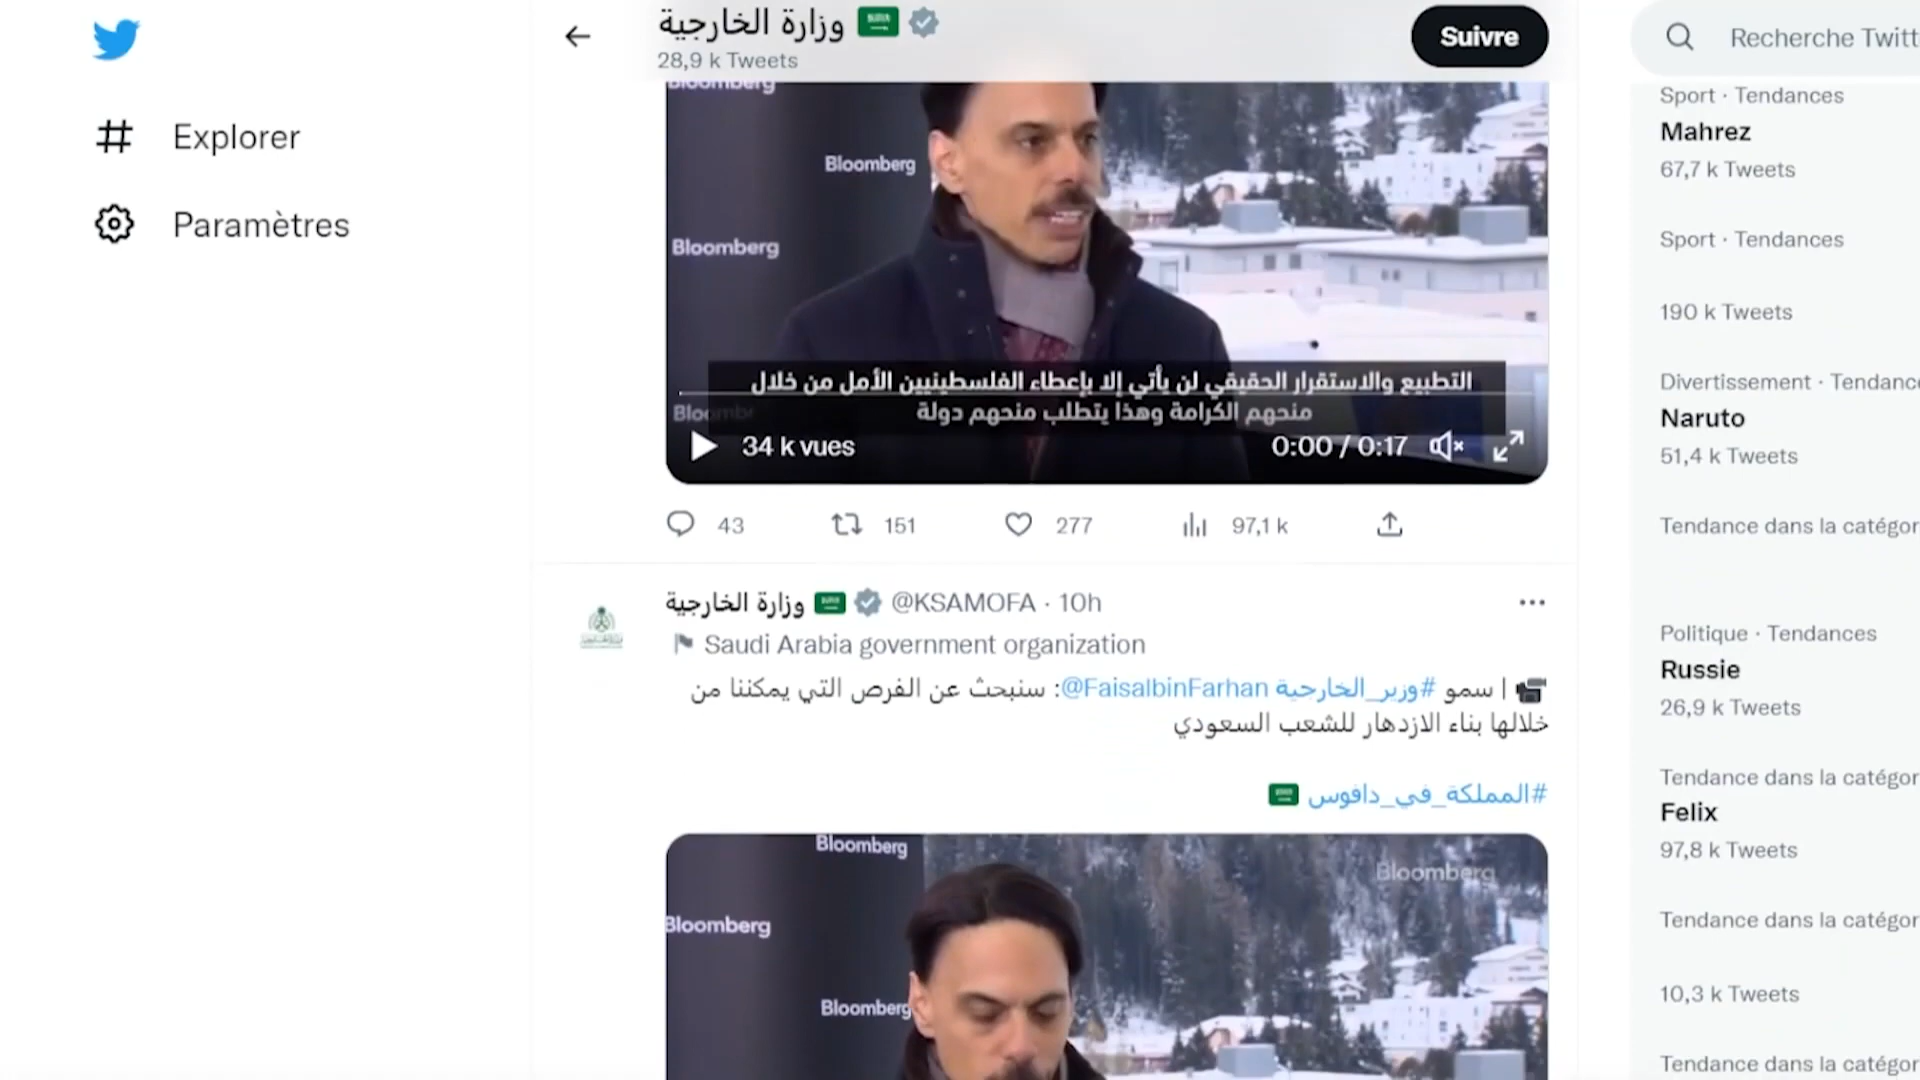 وزارة الخارجية
28,9 k Tweets
Suivre
Recherche Twitt
Explorer
Paramètres
Bloomberg
Bloomberg
Bloomberg
التطبيع والاستقرار الحقيقي لن يأتي إلا بإعطاء الفلسطينيين الأمل من خلال
منحهم الكرامة وهذا يتطلب منحهم دولة
34 k vues
0:00 / 0:17
43
151
277
97,1 k
وزارة الخارجية @KSAMOFA · 10h
Saudi Arabia government organization
| سمو #وزير_الخارجية @FaisalbinFarhan: سنبحث عن الفرص التي يمكننا من
خلالها بناء الازدهار للشعب السعودي
#المملكة_في_دافوس
Bloomberg
Bloomberg
Bloomberg
Bloomberg
Sport · Tendances
Mahrez
67,7 k Tweets
Sport · Tendances
190 k Tweets
Divertissement · Tendanc
Naruto
51,4 k Tweets
Tendance dans la catégor
Politique · Tendances
Russie
26,9 k Tweets
Tendance dans la catégor
Felix
97,8 k Tweets
Tendance dans la catégor
10,3 k Tweets
Tendance dans la catégor